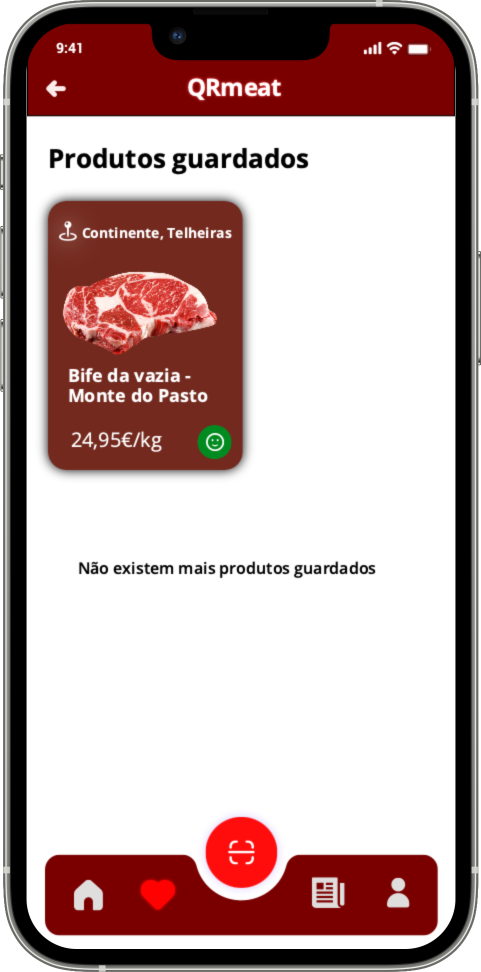 9:41
QRmeat
Produtos guardados
Continente, Telheiras
Bife da vazia -
Monte do Pasto
24,95€/kg
Não existem mais produtos guardados